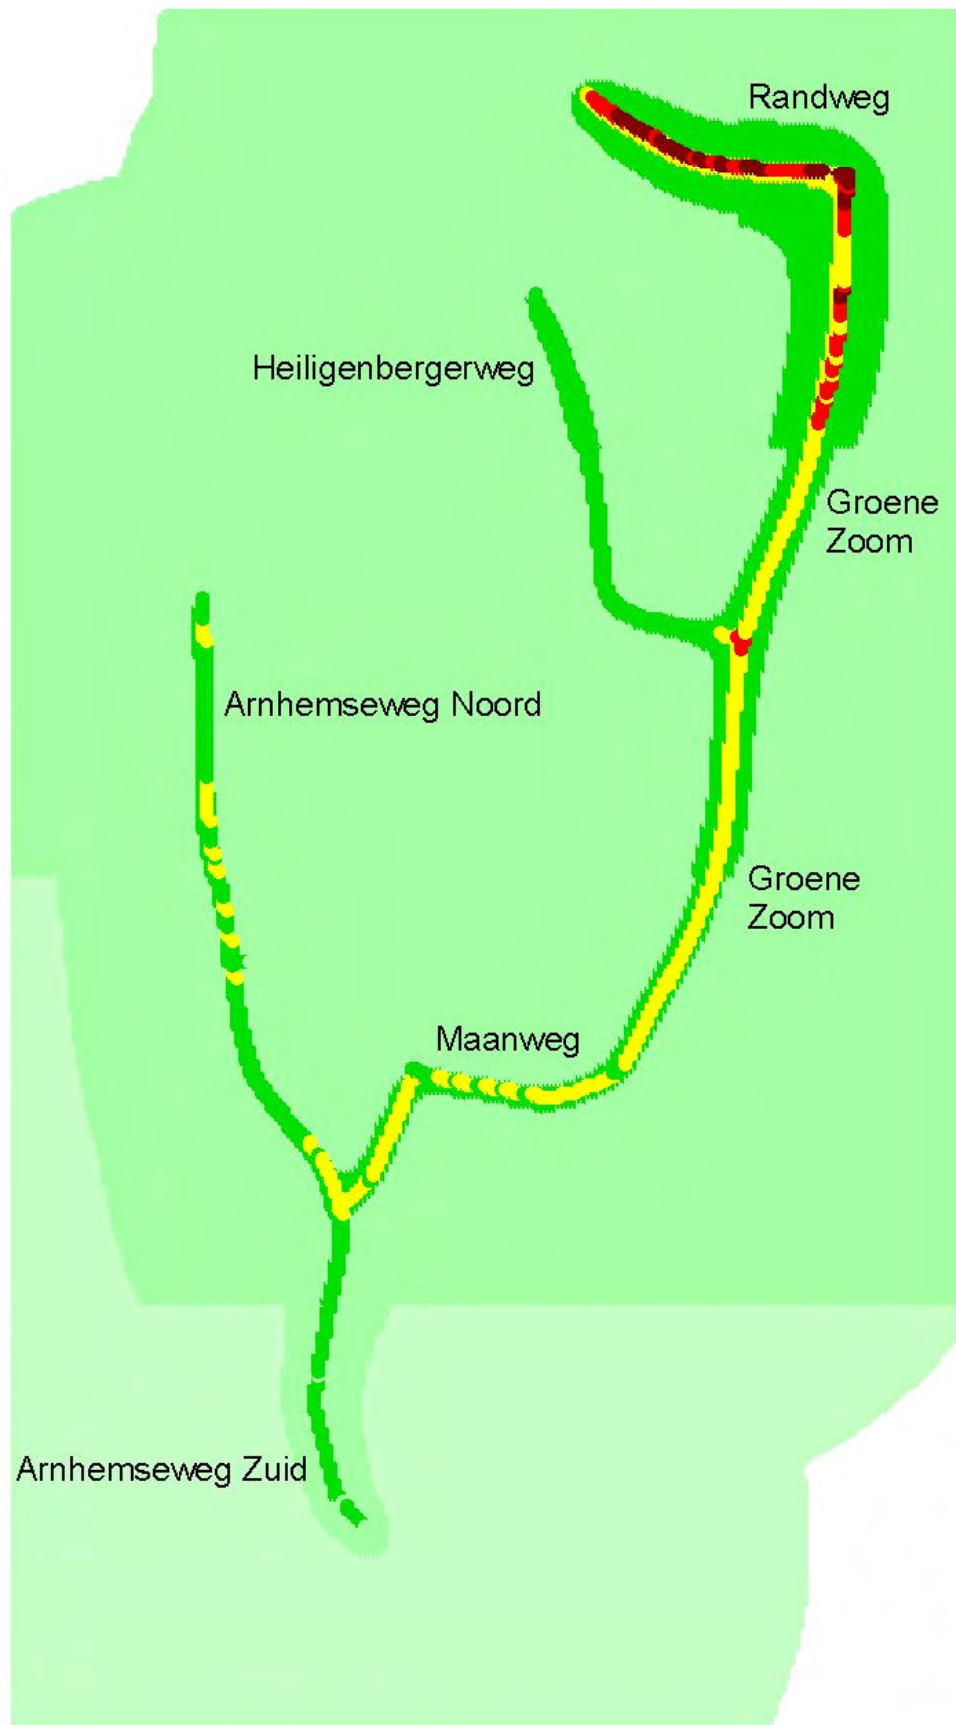 Randweg
Heiligenbergerweg
Groene
Zoom
Arnhemseweg Noord
Groene
Zoom
Maanweg
Arnhemseweg Zuid